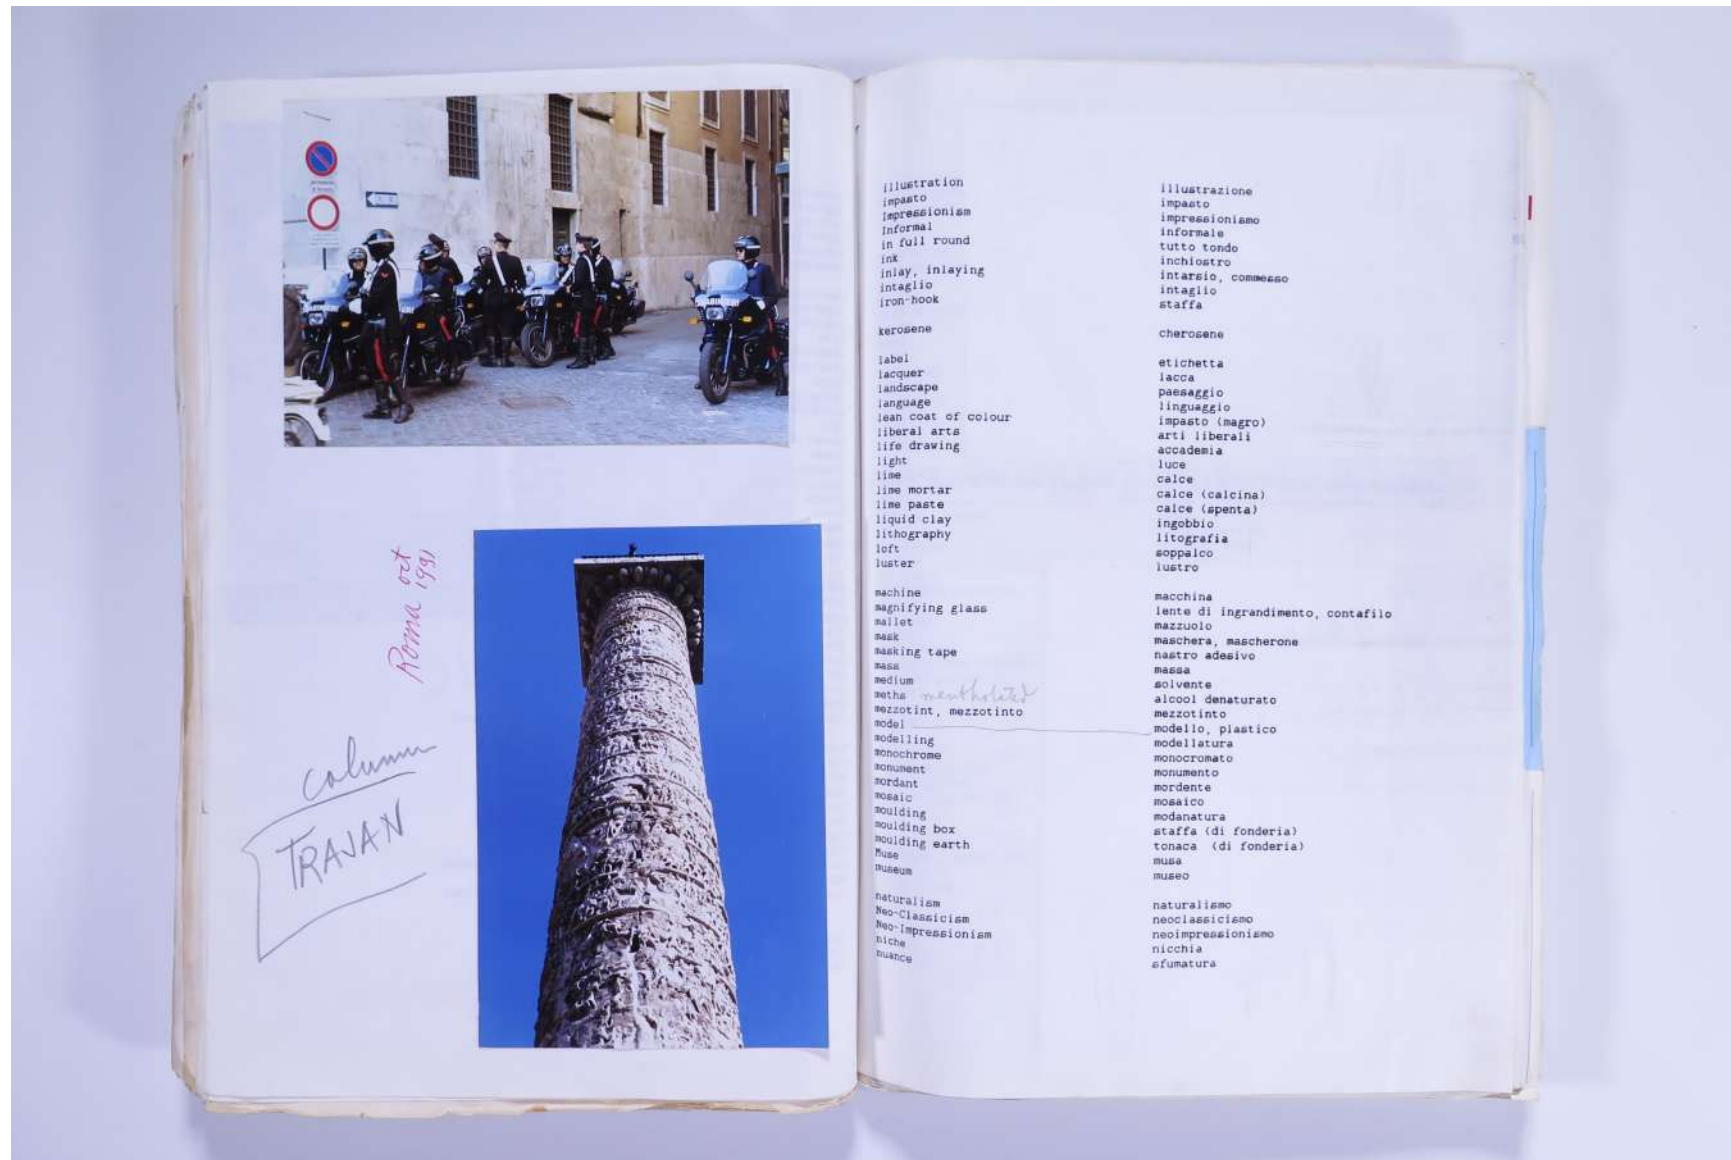 CARABINIERI
Roma oct
1991
column
TRAJAN
illustration illustrazione
impasto impasto
Impressionism impressionismo
Informal informale
in full round tutto tondo
ink inchiostro
inlay, inlaying intarsio, commesso
intaglio intaglio
iron-hook staffa
kerosene cherosene
label etichetta
lacquer lacca
landscape paesaggio
language linguaggio
lean coat of colour impasto (magro)
liberal arts arti liberali
life drawing accademia
light luce
lime calce
lime mortar calce (calcina)
lime paste calce (spenta)
liquid clay ingobbio
lithography litografia
loft soppalco
luster lustro
machine macchina
magnifying glass lente di ingrandimento, contafilo
mallet mazzuolo
mask maschera, mascherone
masking tape nastro adesivo
mass massa
medium solvente
meths mentholated alcool denaturato
mezzotint, mezzotinto mezzotinto
model modello, plastico
modelling modellatura
monochrome monocromato
monument monumento
mordant mordente
mosaic mosaico
moulding modanatura
moulding box staffa (di fonderia)
moulding earth tonaca (di fonderia)
Muse musa
museum museo
naturalism naturalismo
Neo-Classicism neoclassicismo
Neo-Impressionism neoimpressionismo
niche nicchia
nuance sfumatura